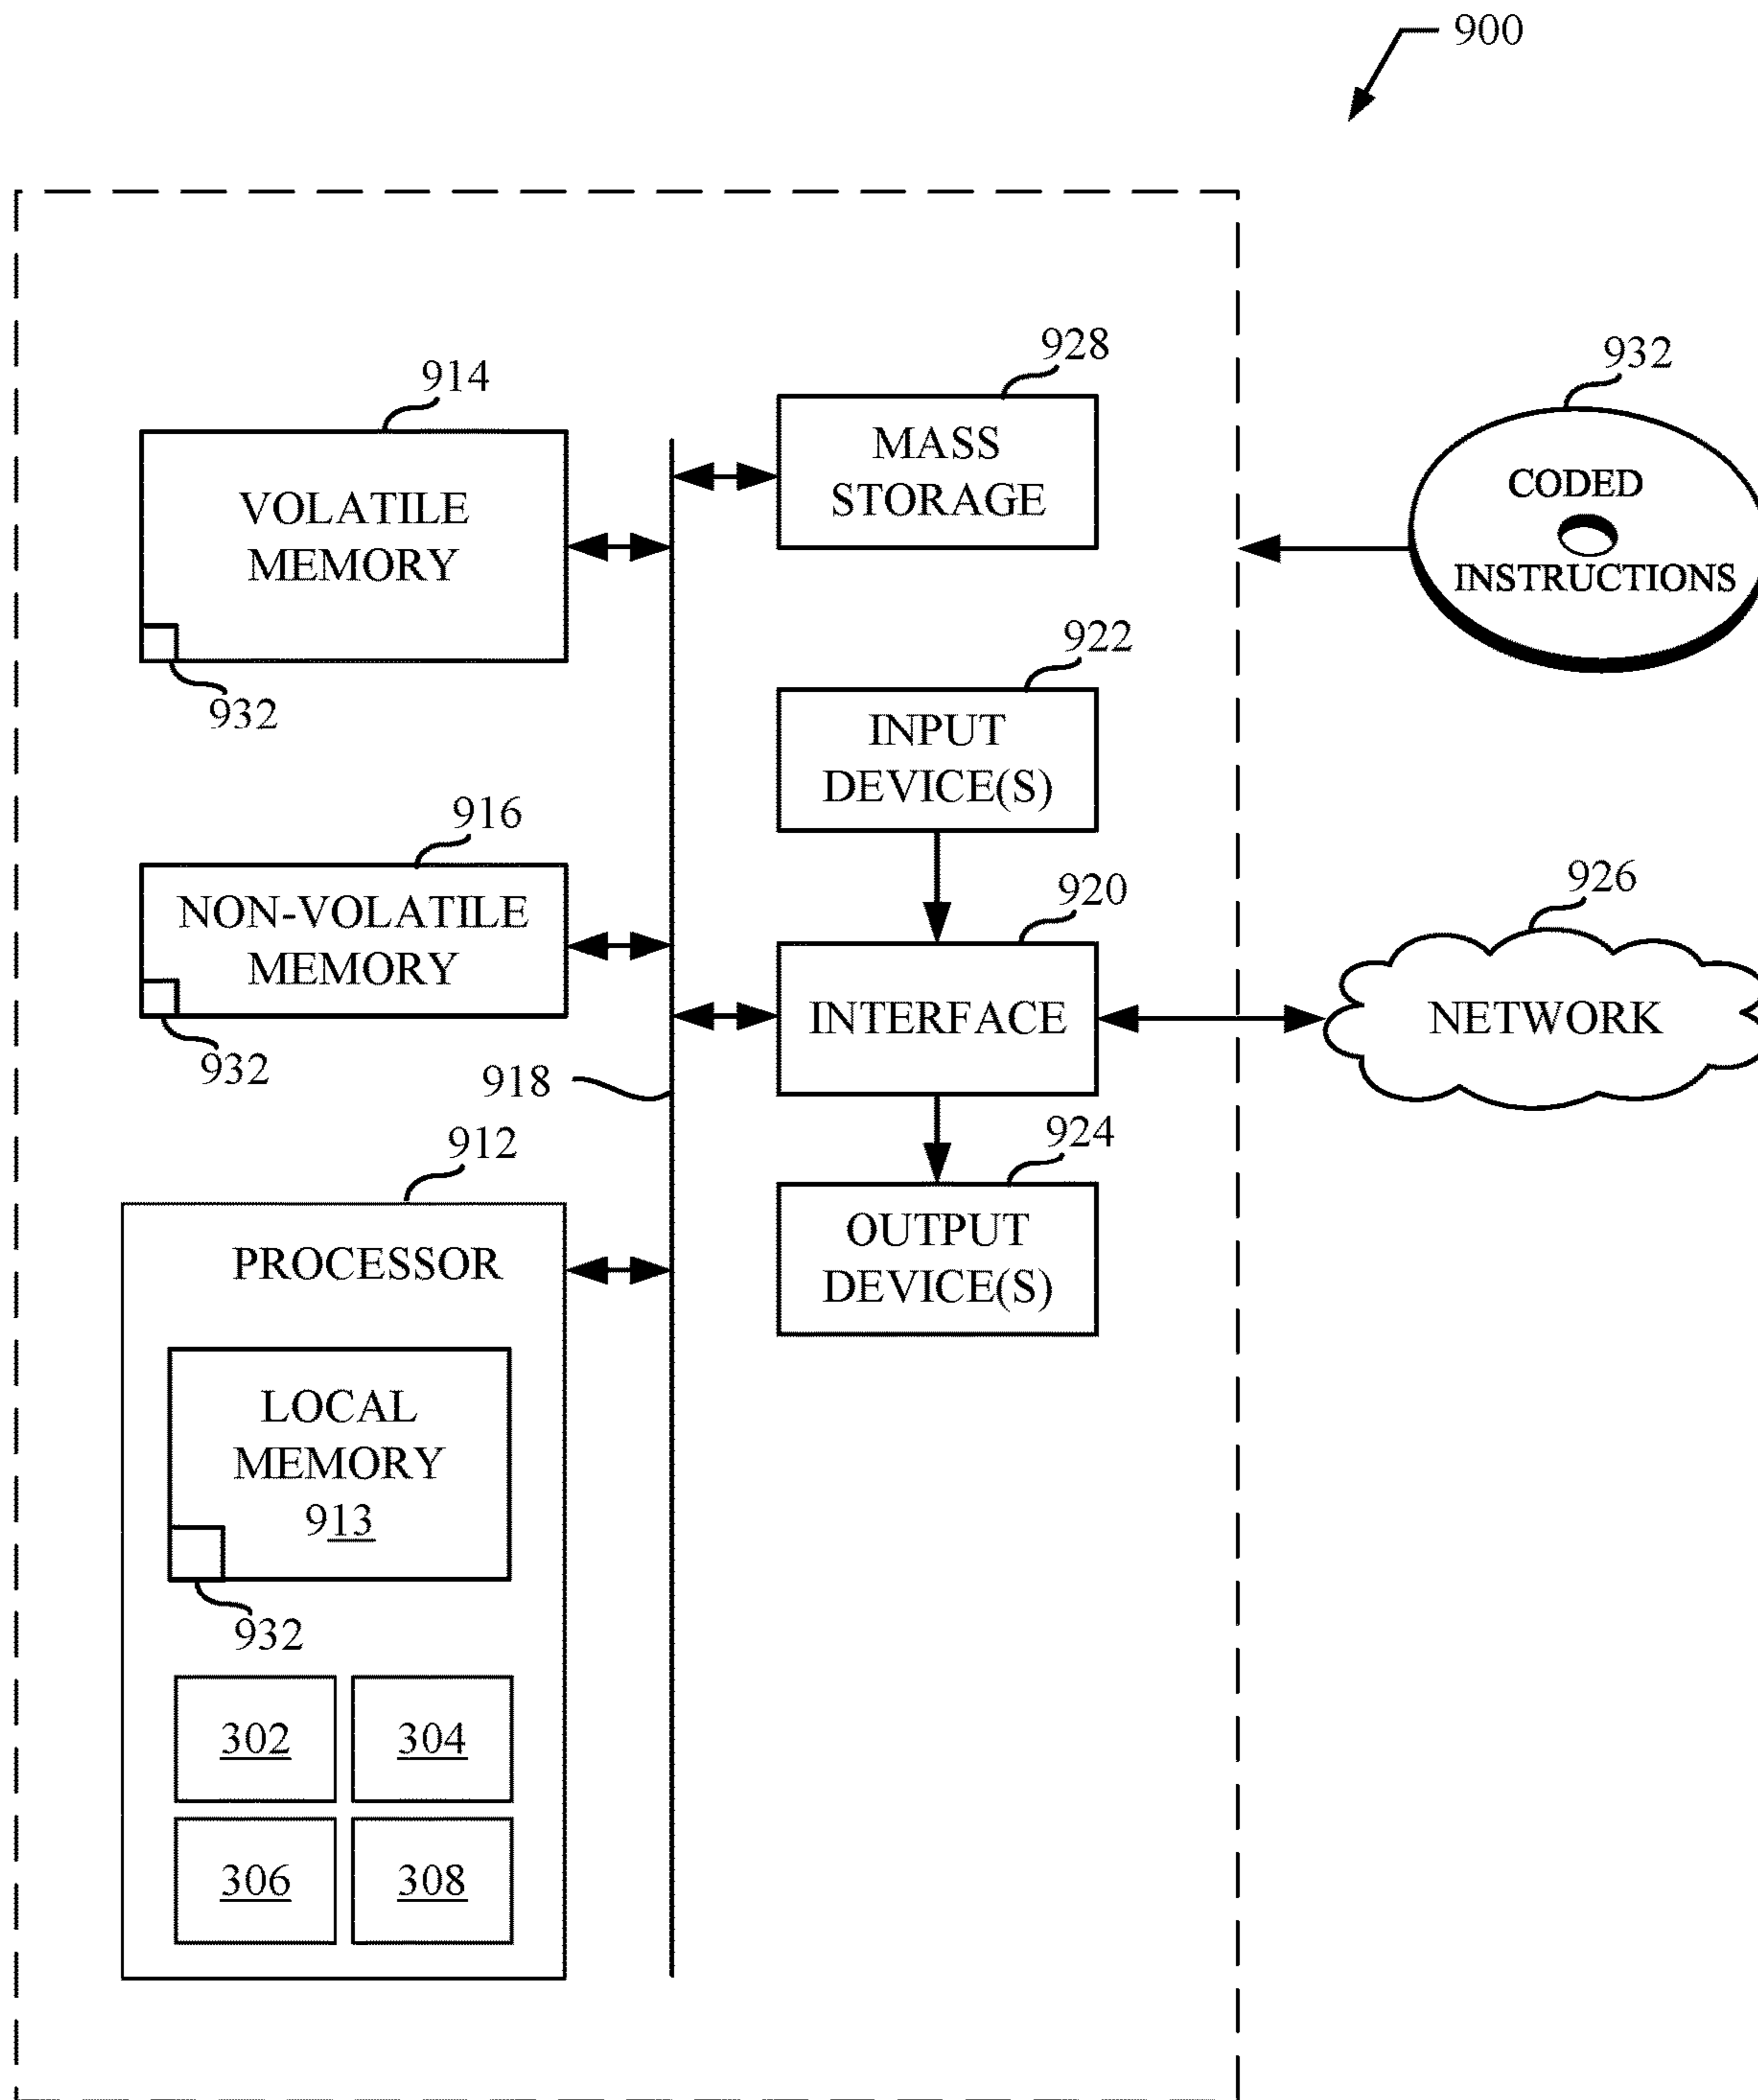 900
914
VOLATILE
MEMORY
932
928
MASS
STORAGE
932
CODED
INSTRUCTIONS
922
INPUT
DEVICE(S)
916
NON-VOLATILE
MEMORY
932
920
INTERFACE
926
NETWORK
918
912
PROCESSOR
924
OUTPUT
DEVICE(S)
LOCAL
MEMORY
913
932
302 304
306 308